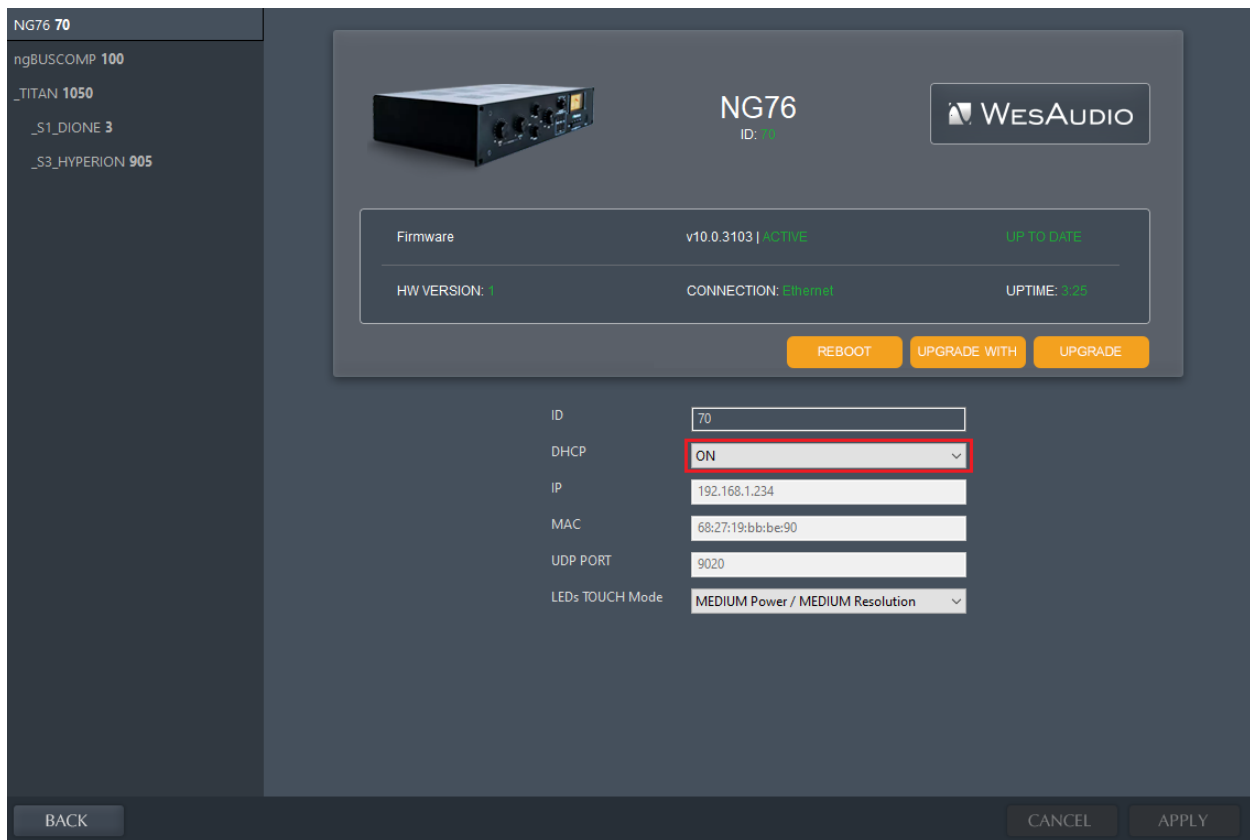 NG76 70
ngBUSCOMP 100
_TITAN 1050
_S1_DIONE 3
_S3_HYPERION 905
NG76
ID: 70
WESAUDIO
Firmware
v10.0.3103 | ACTIVE
UP TO DATE
HW VERSION: 1
CONNECTION: Ethernet
UPTIME: 3:25
REBOOT
UPGRADE WITH
UPGRADE
ID
70
DHCP
ON
IP
192.168.1.234
MAC
68:27:19:bb:be:90
UDP PORT
9020
LEDs TOUCH Mode
MEDIUM Power / MEDIUM Resolution
BACK
CANCEL
APPLY